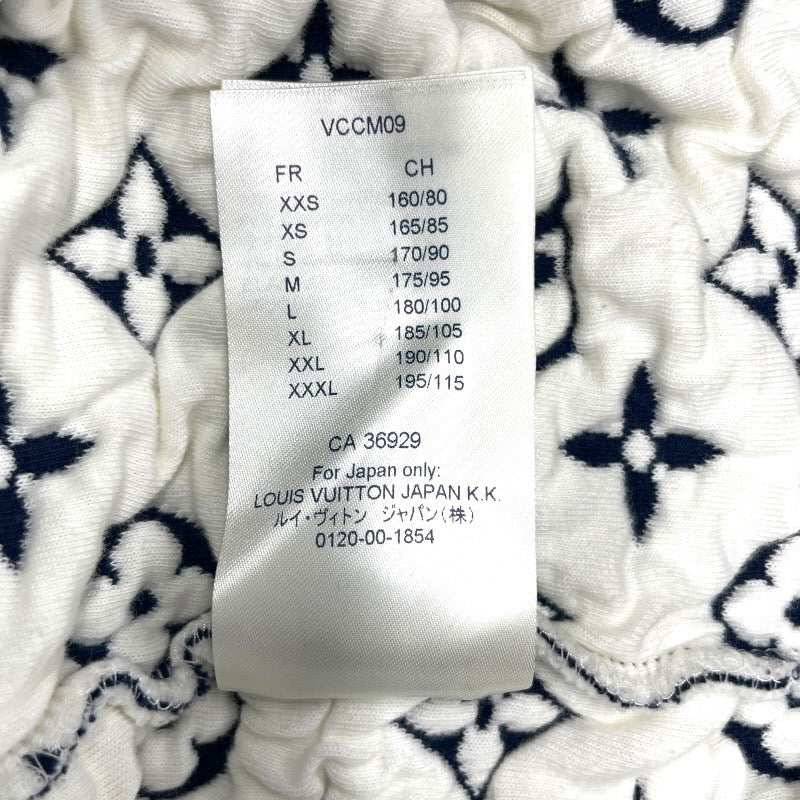 VCCM09
FR CH
XXS 160/80
XS 165/85
S 170/90
M 175/95
L 180/100
XL 185/105
XXL 190/110
XXXL 195/115
CA 36929
For Japan only:
LOUIS VUITTON JAPAN K.K.
ルイ・ヴィトン ジャパン(株)
0120-00-1854